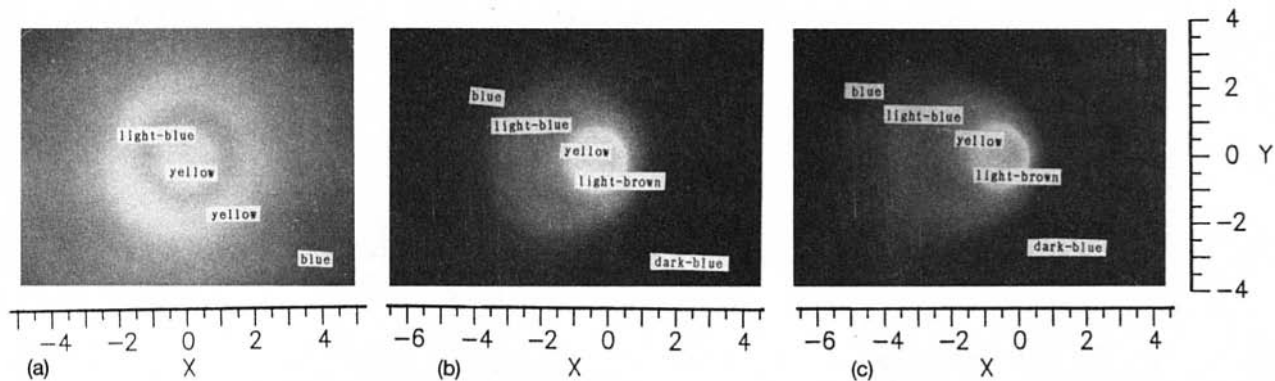 light-blue
yellow
yellow
blue
blue
light-blue
yellow
light-brown
dark-blue
blue
light-blue
yellow
light-brown
dark-blue
4
2
0 Y
-2
-4
-4 -2 0 2 4
(a) X
-6 -4 -2 0 2 4
(b) X
-6 -4 -2 0 2 4
(c) X